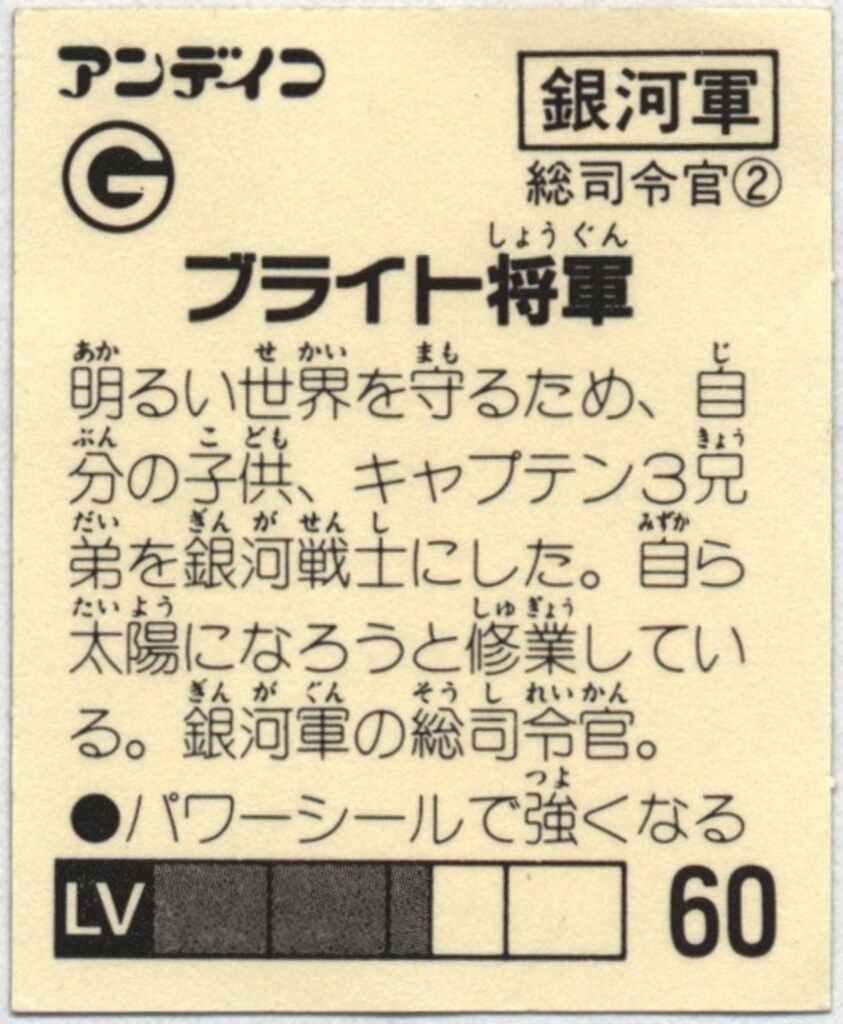 アンデイコ
銀河軍
G
総司令官②
しょうぐん
ブライト将軍
あか せ かい まも じ
明るい世界を守るため、自
ぶん こ ども きょう
分の子供、キャプテン3兄
だい ぎん が せん し みずか
弟を銀河戦士にした。自ら
たい よう しゅ ぎょう
太陽になろうと修業してい
ぎん が ぐん そう し れい かん
る。銀河軍の総司令官。
つよ
●パワーシールで強くなる
LV 60